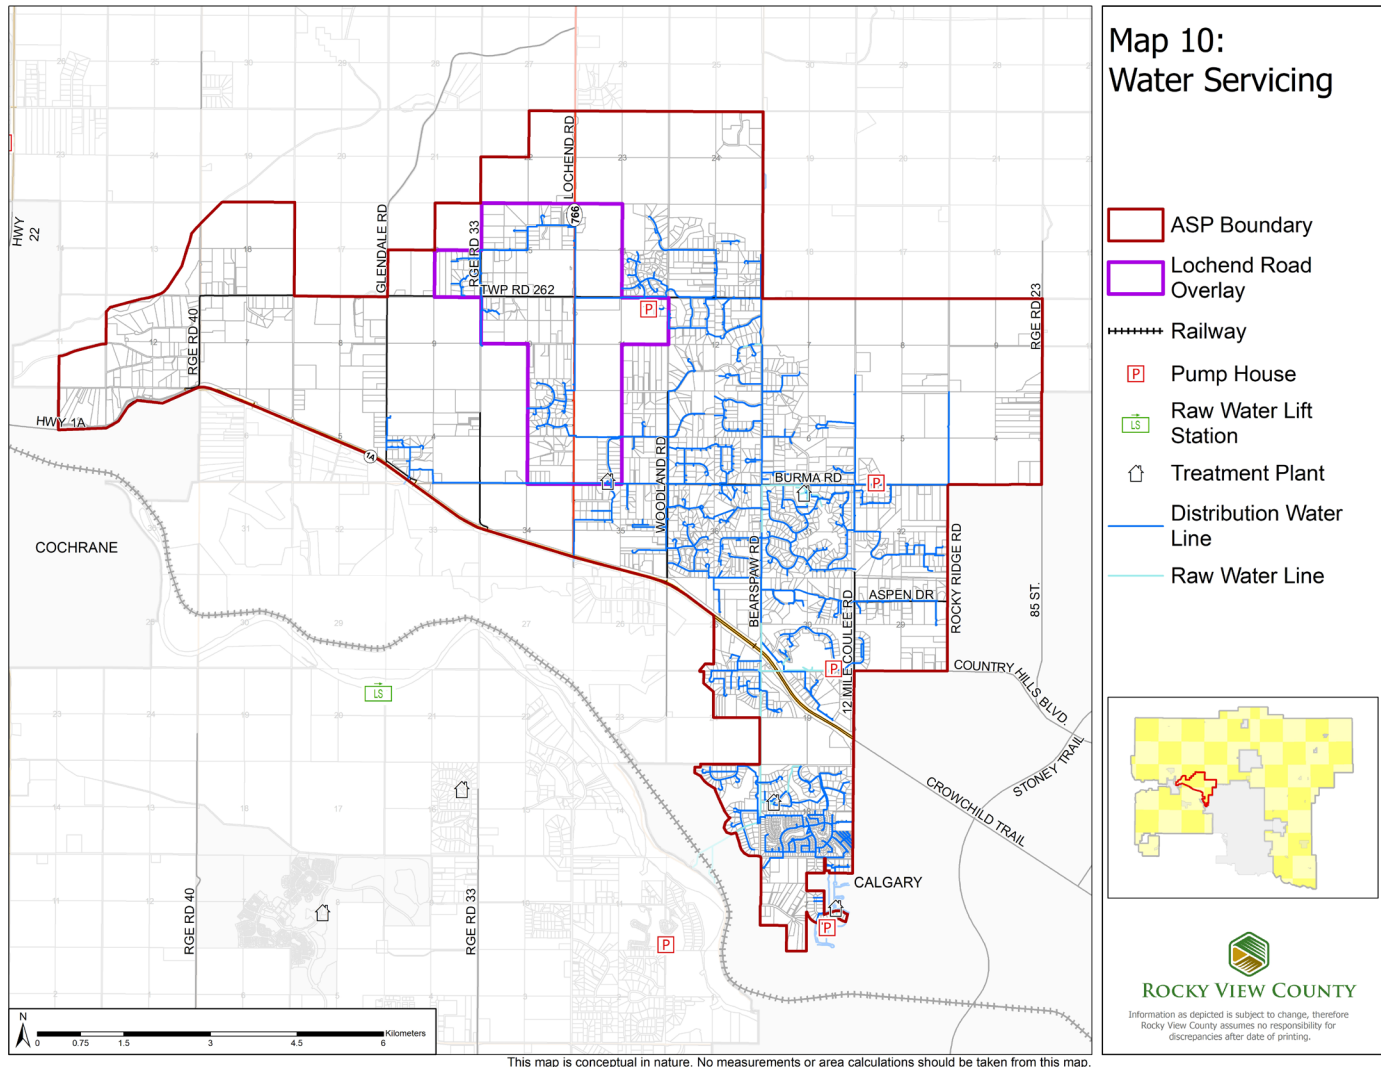 Map 10:
Water Servicing
ASP Boundary
Lochend Road
Overlay
Railway
P
Pump House
LS
Raw Water Lift
Station
Treatment Plant
Distribution Water
Line
Raw Water Line
HWY
22
GLENDALE RD
RGE RD 33
LOCHEND RD
766
TWP RD 262
RGE RD 40
RGE RD 23
HWY 1A
1A
WOODLAND RD
BURMA RD
BEARSPAW RD
12 MILE COULEE RD
ASPEN DR
ROCKY RIDGE RD
85 ST.
COCHRANE
COUNTRY HILLS BLVD.
STONEY TRAIL
CROWCHILD TRAIL
CALGARY
RGE RD 40
RGE RD 33
LS
P
P
P
P
P
N
0 0.75 1.5 3 4.5 6
Kilometers
ROCKY VIEW COUNTY
Information as depicted is subject to change, therefore
Rocky View County assumes no responsibility for
discrepancies after date of printing.
This map is conceptual in nature. No measurements or area calculations should be taken from this map.